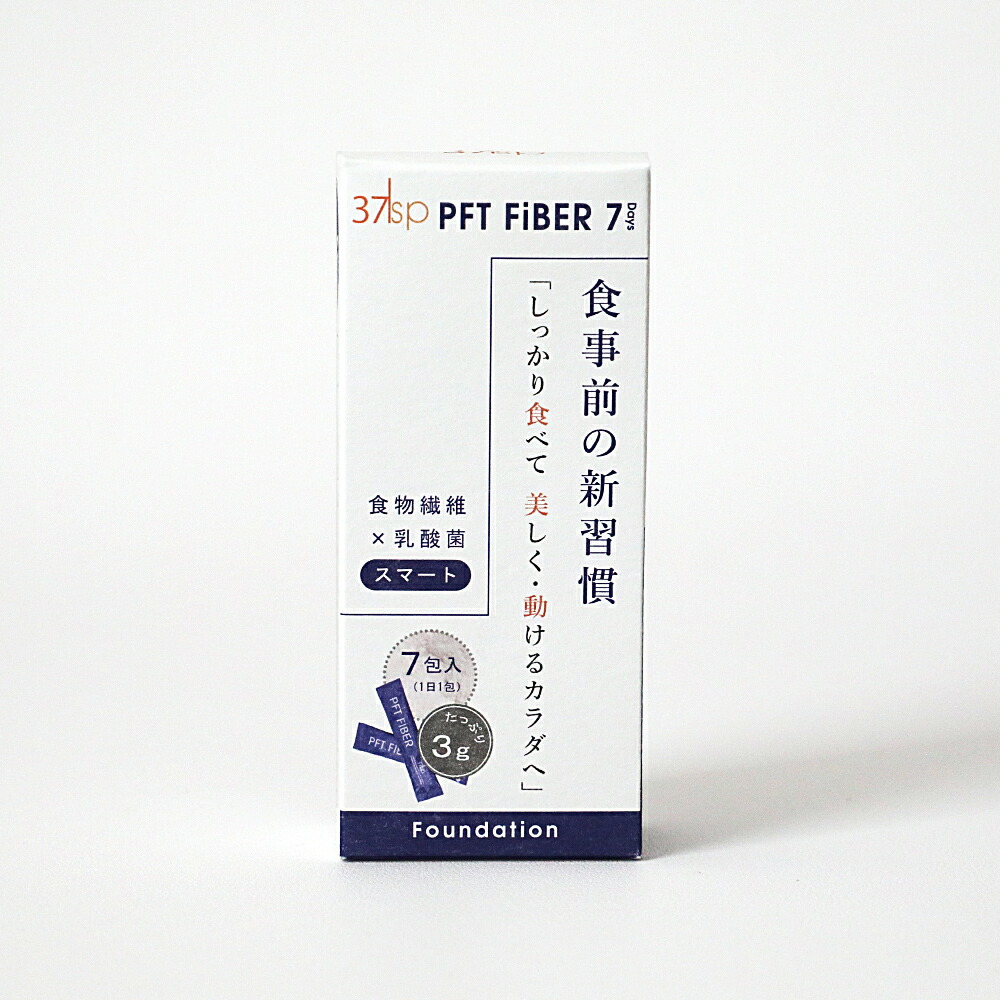 37sp PFT FiBER 7 Days
食事前の新習慣
「しっかり食べて 美しく・動けるカラダへ」
食物繊維
×乳酸菌
スマート
7包入
(1日1包)
PFT FiBER
たっぷり
3g
Foundation